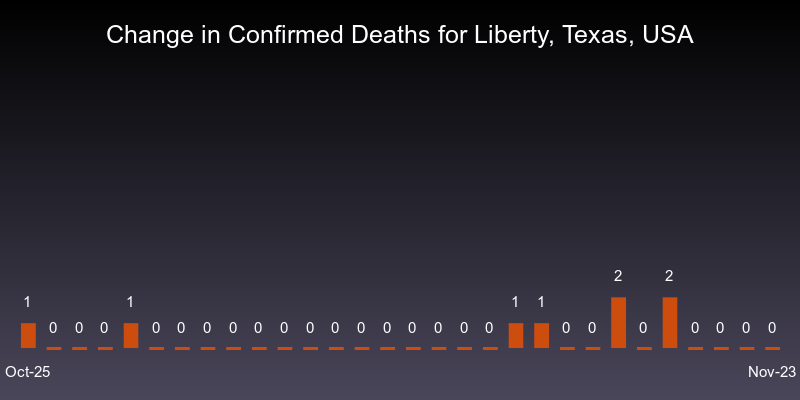 Change in Confirmed Deaths for Liberty, Texas, USA
2 2
1 1 1 1
0 0 0 0 0 0 0 0 0 0 0 0 0 0 0 0 0 0 0 0 0 0 0 0
Oct-25 Nov-23